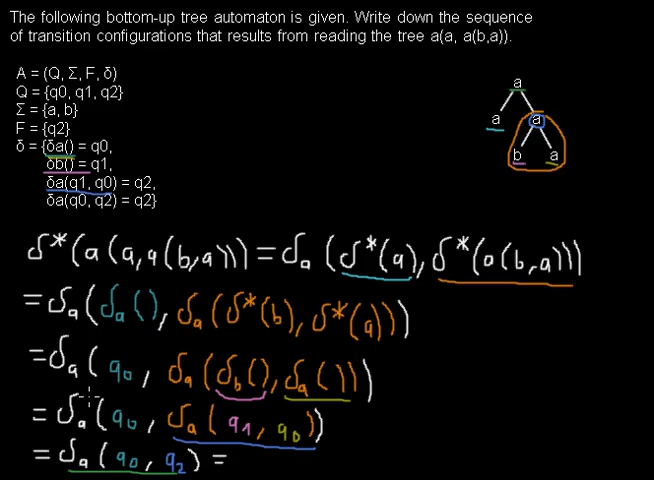 The following bottom-up tree automaton is given. Write down the sequence
of transition configurations that results from reading the tree a(a, a(b,a)).
A = (Q, Σ, F, δ)
Q = {q0, q1, q2}
Σ = {a, b}
F = {q2}
δ = {δa() = q0,
δb() = q1,
δa(q1, q0) = q2,
δa(q0, q2) = q2}
a
a a
b a
δ*(a(a,a(b,a))) = δa(δ*(a), δ*(a(b,a)))
= δa(δa(), δa(δ*(b), δ*(a)))
= δa(q0, δa(δb(), δa()))
= δa(q0, δa(q1, q0))
= δa(q0, q2) =